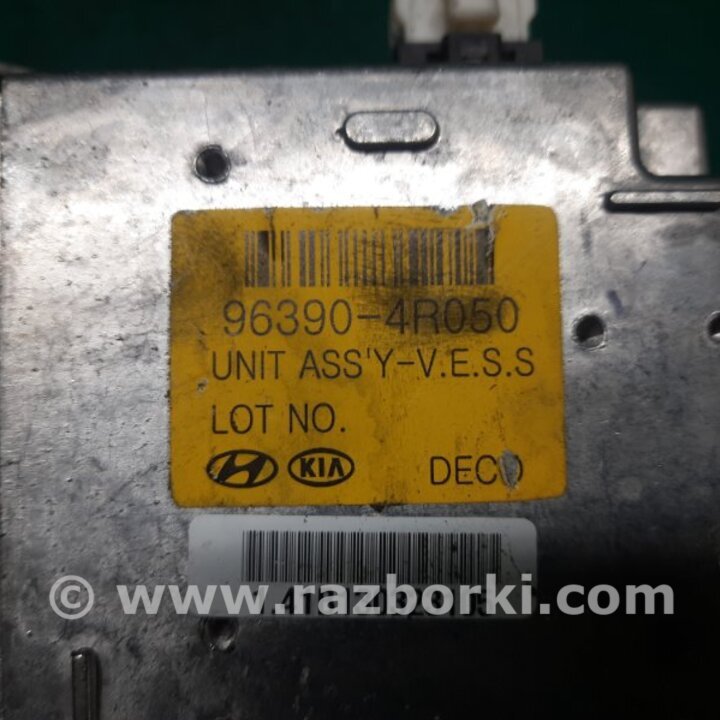 96390-4R050
UNIT ASS'Y-V.E.S.S
LOT NO.
KIA DECO
© www.razborki.com